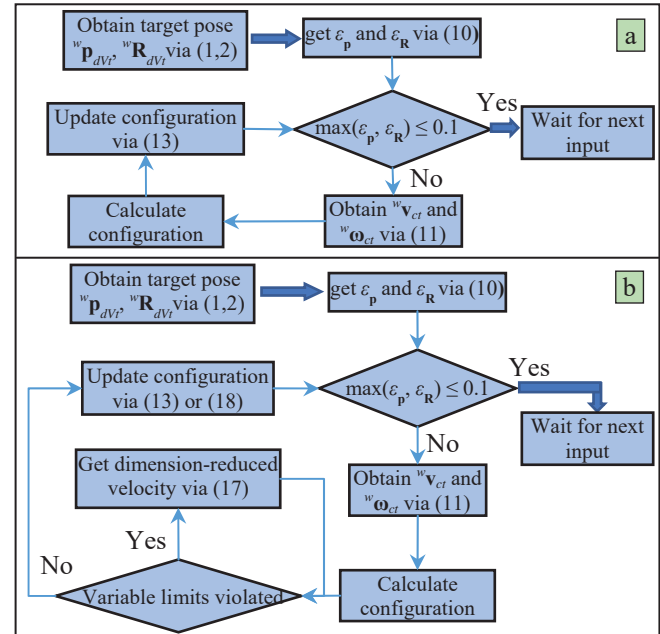 a
Obtain target pose
ʷp_dVt, ʷR_dVt via (1,2)
get ε_p and ε_R via (10)
max(ε_p, ε_R) ≤ 0.1
Yes
Wait for next
input
No
Obtain ʷv_ct and
ʷω_ct via (11)
Calculate
configuration
Update configuration
via (13)
b
Obtain target pose
ʷp_dVt, ʷR_dVt via (1,2)
get ε_p and ε_R via (10)
max(ε_p, ε_R) ≤ 0.1
Yes
Wait for next
input
No
Obtain ʷv_ct and
ʷω_ct via (11)
Calculate
configuration
Variable limits violated
Yes
Get dimension-reduced
velocity via (17)
No
Update configuration
via (13) or (18)